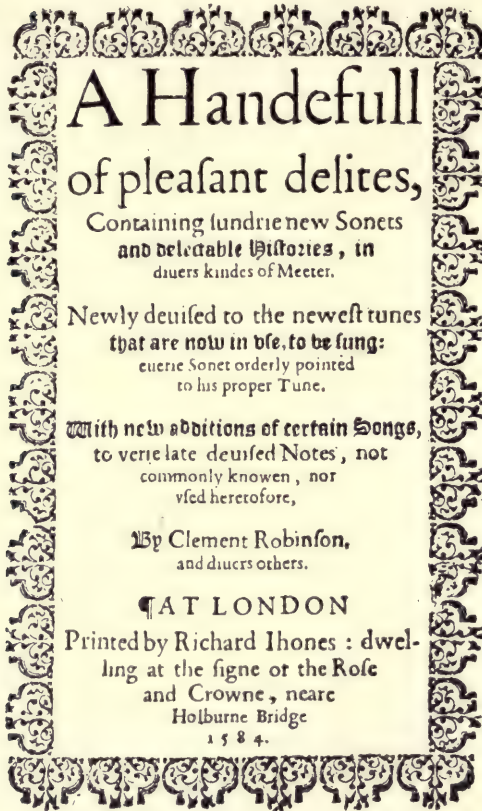 A Handefull
of pleaſant delites,
Containing ſundrie new Sonets
and delectable Hiſtories, in
diuers kindes of Meeter.
Newly deuiſed to the neweſt tunes
that are now in vſe, to be ſung:
euerie Sonet orderly pointed
to his proper Tune.
With new additions of certain Songs,
to verie late deuiſed Notes, not
commonly knowen, nor
vſed heretofore,
By Clement Robinſon,
and diuers others.
¶AT LONDON
Printed by Richard Ihones : dwel-
ling at the ſigne of the Roſe
and Crowne, neare
Holburne Bridge
1584.